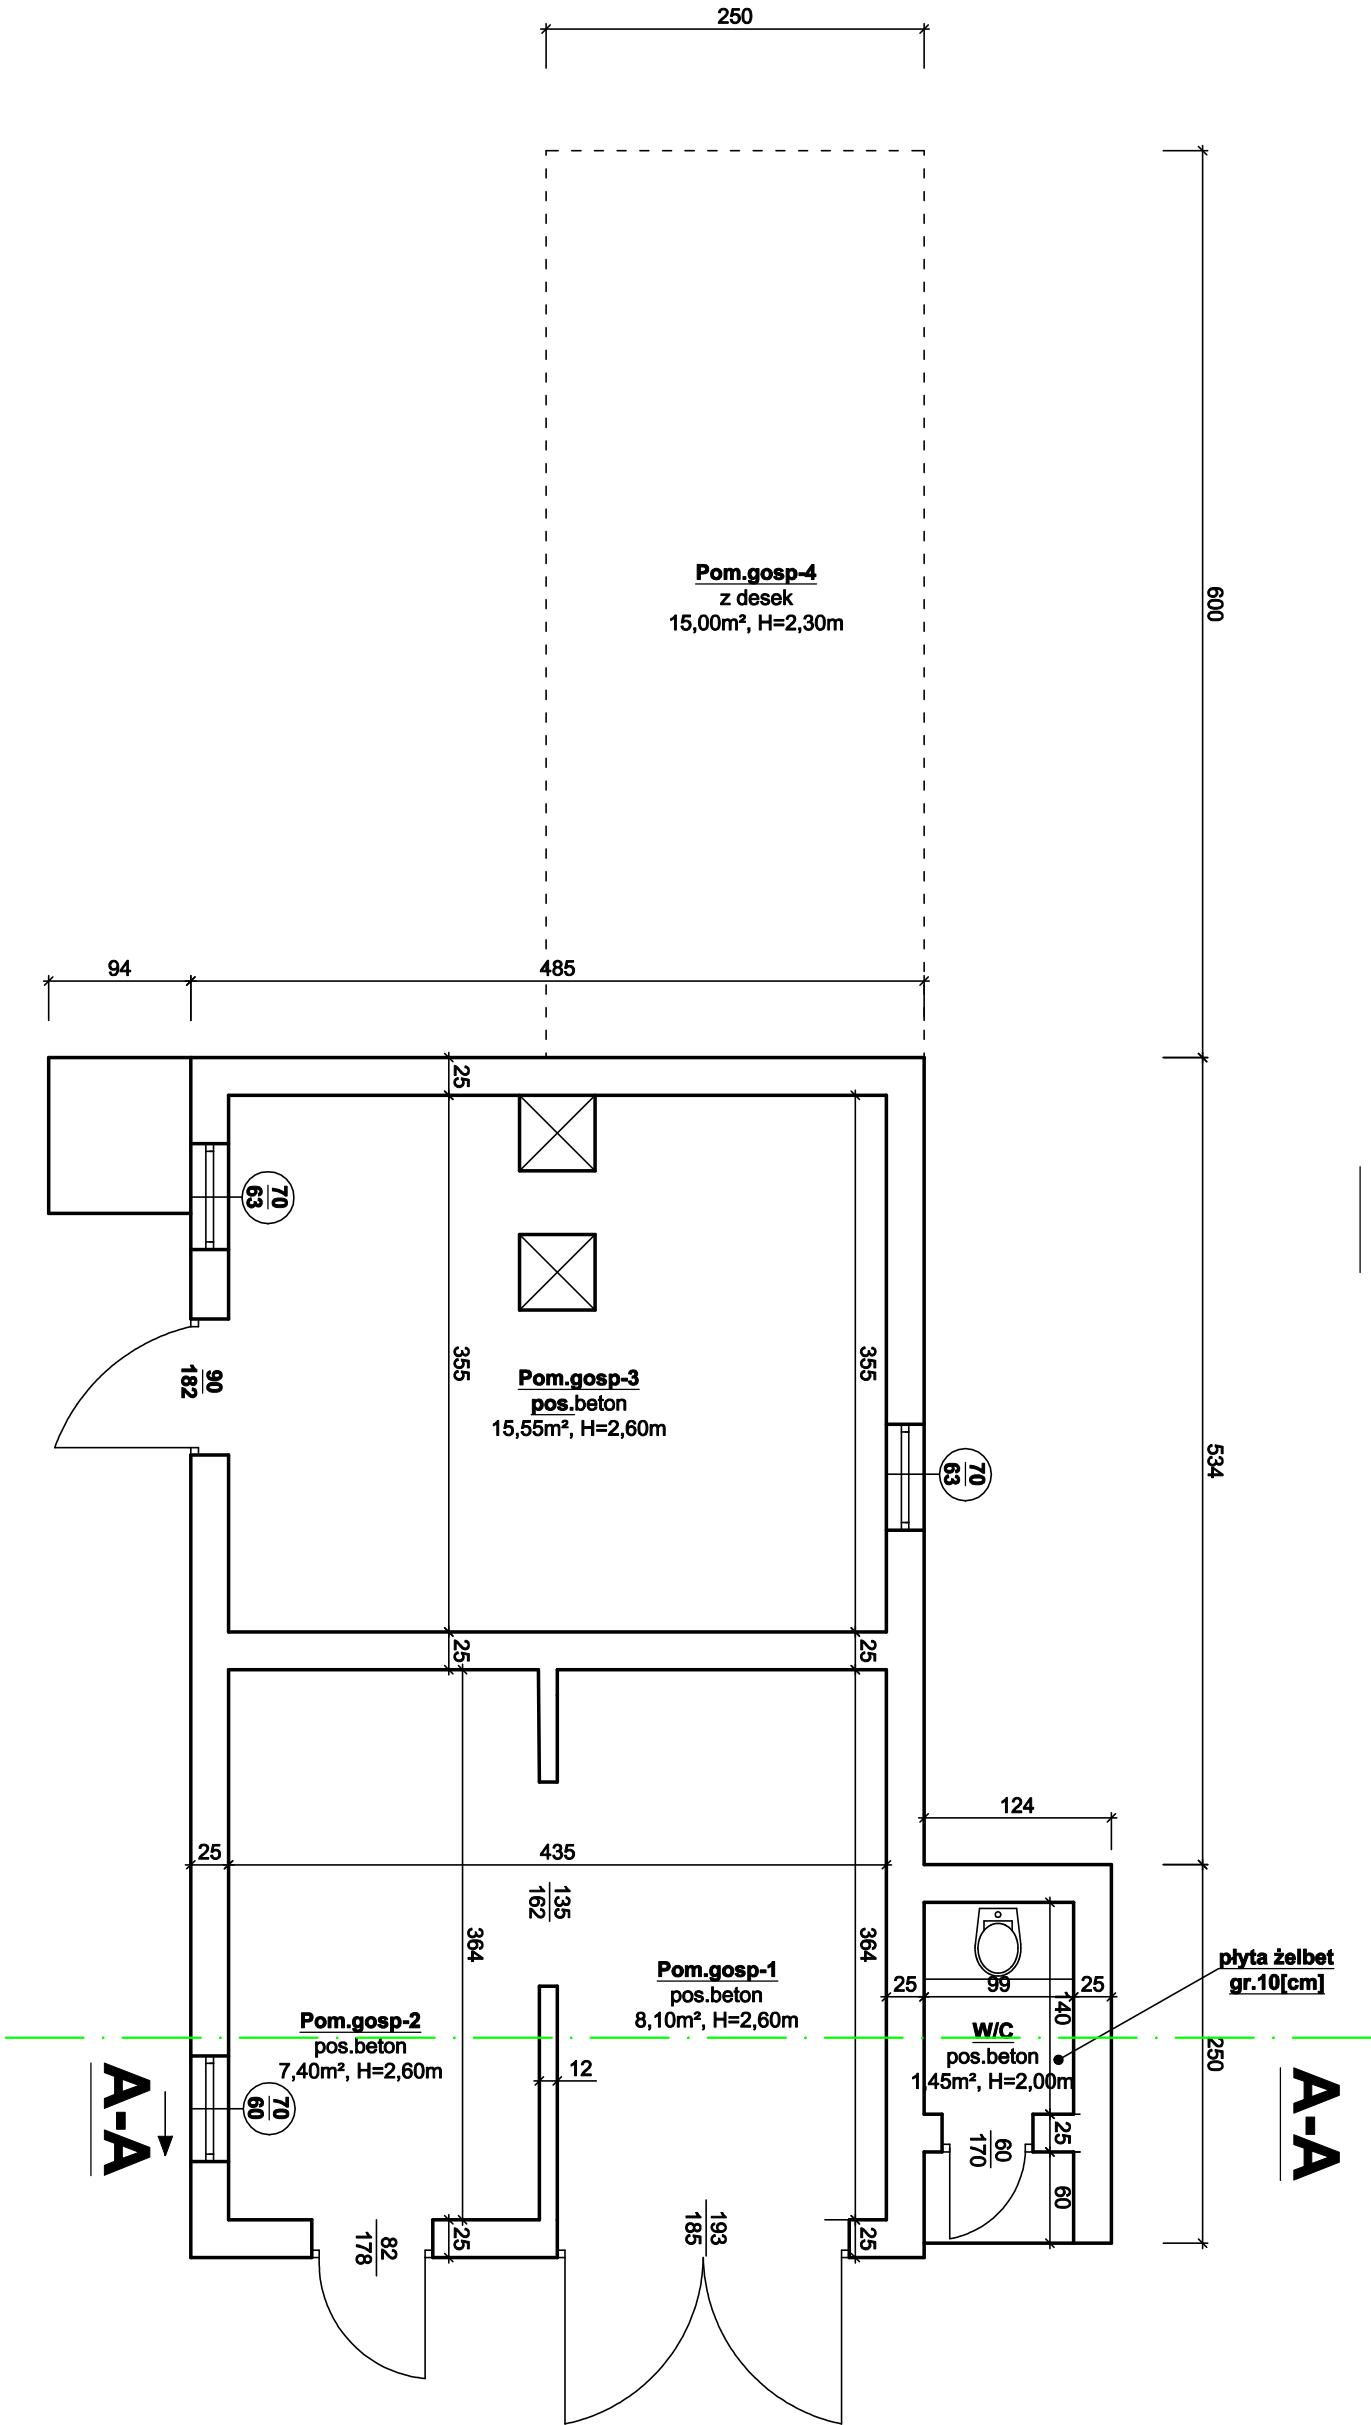 250
Pom.gosp-4
z desek
15,00m², H=2,30m
600
94
485
25
70
63
355
355
90
182
Pom.gosp-3
pos.beton
15,55m², H=2,60m
70
63
534
25
25
124
25
435
135
162
364
364
Pom.gosp-1
pos.beton
8,10m², H=2,60m
25
99
25
140
płyta żelbet
gr.10[cm]
Pom.gosp-2
pos.beton
7,40m², H=2,60m
W/C
pos.beton
1,45m², H=2,00m
250
12
A-A
70
60
A-A
25
60
170
60
82
178
25
193
185
25